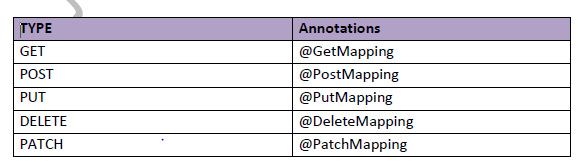 TYPE Annotations
GET @GetMapping
POST @PostMapping
PUT @PutMapping
DELETE @DeleteMapping
PATCH @PatchMapping